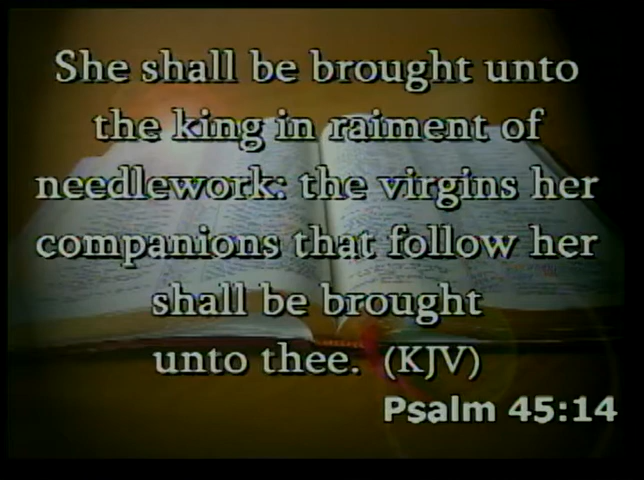 She shall be brought unto
the king in raiment of
needlework: the virgins her
companions that follow her
shall be brought
unto thee. (KJV)
Psalm 45:14